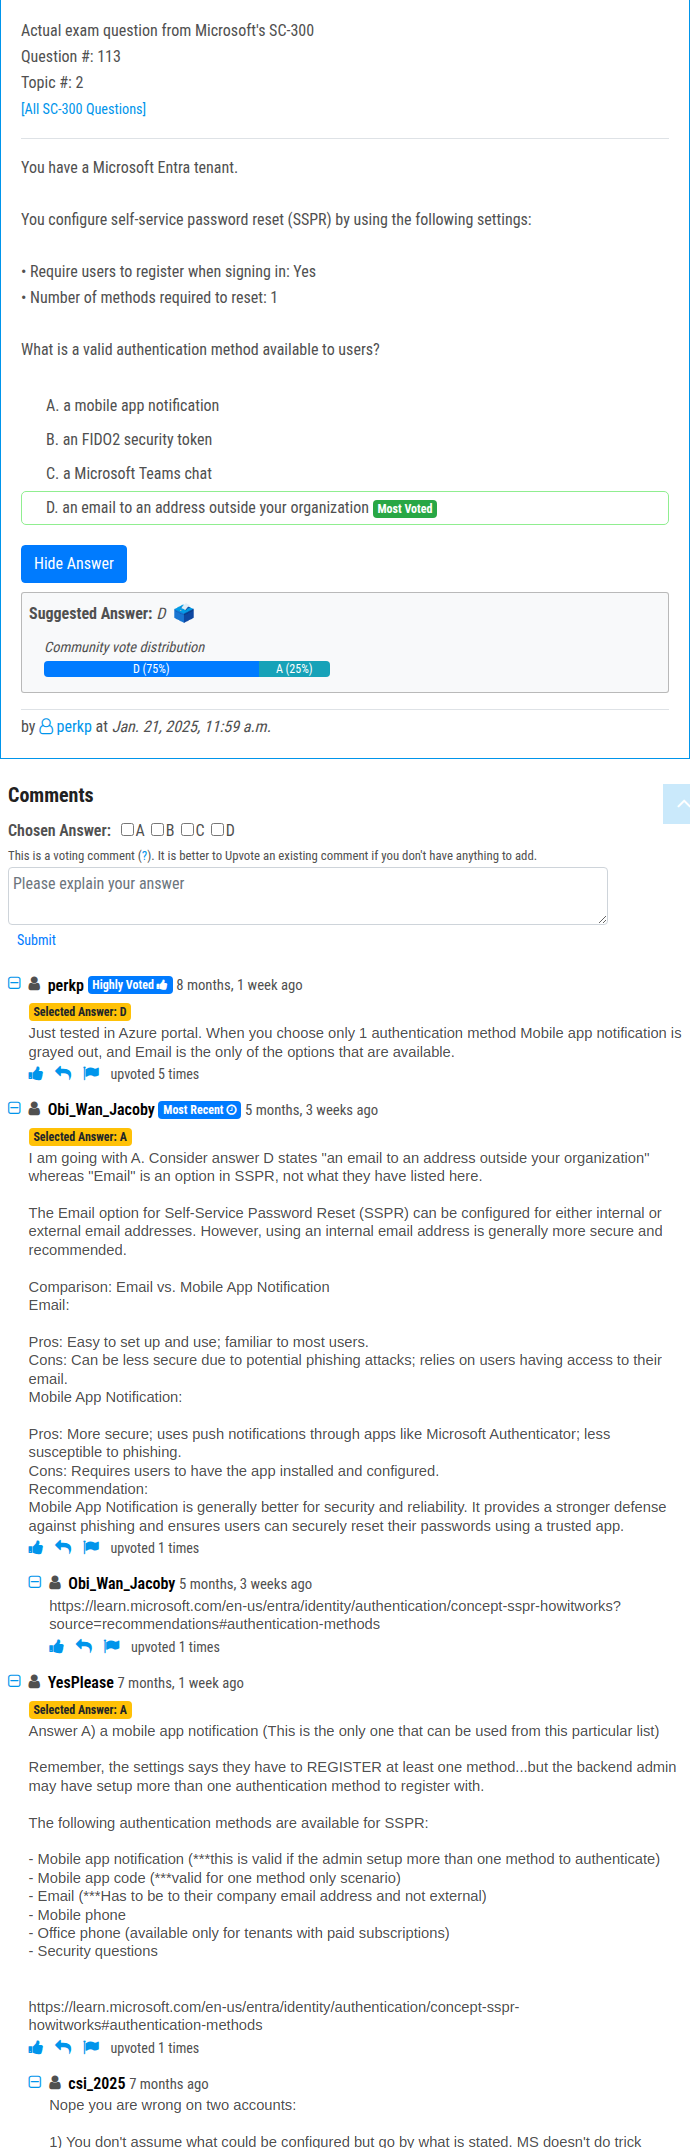 Actual exam question from Microsoft's SC-300
Question #: 113
Topic #: 2
[All SC-300 Questions]
You have a Microsoft Entra tenant.
You configure self-service password reset (SSPR) by using the following settings:
• Require users to register when signing in: Yes
• Number of methods required to reset: 1
What is a valid authentication method available to users?
A. a mobile app notification
B. an FIDO2 security token
C. a Microsoft Teams chat
D. an email to an address outside your organization Most Voted
Hide Answer
Suggested Answer: D
Community vote distribution
D (75%) A (25%)
by perkp at Jan. 21, 2025, 11:59 a.m.
Comments
Chosen Answer: A B C D
This is a voting comment (?). It is better to Upvote an existing comment if you don't have anything to add.
Please explain your answer
Submit
perkp Highly Voted 8 months, 1 week ago
Selected Answer: D
Just tested in Azure portal. When you choose only 1 authentication method Mobile app notification is
grayed out, and Email is the only of the options that are available.
upvoted 5 times
Obi_Wan_Jacoby Most Recent 5 months, 3 weeks ago
Selected Answer: A
I am going with A. Consider answer D states "an email to an address outside your organization"
whereas "Email" is an option in SSPR, not what they have listed here.
The Email option for Self-Service Password Reset (SSPR) can be configured for either internal or
external email addresses. However, using an internal email address is generally more secure and
recommended.
Comparison: Email vs. Mobile App Notification
Email:
Pros: Easy to set up and use; familiar to most users.
Cons: Can be less secure due to potential phishing attacks; relies on users having access to their
email.
Mobile App Notification:
Pros: More secure; uses push notifications through apps like Microsoft Authenticator; less
susceptible to phishing.
Cons: Requires users to have the app installed and configured.
Recommendation:
Mobile App Notification is generally better for security and reliability. It provides a stronger defense
against phishing and ensures users can securely reset their passwords using a trusted app.
upvoted 1 times
Obi_Wan_Jacoby 5 months, 3 weeks ago
https://learn.microsoft.com/en-us/entra/identity/authentication/concept-sspr-howitworks?
source=recommendations#authentication-methods
upvoted 1 times
YesPlease 7 months, 1 week ago
Selected Answer: A
Answer A) a mobile app notification (This is the only one that can be used from this particular list)
Remember, the settings says they have to REGISTER at least one method...but the backend admin
may have setup more than one authentication method to register with.
The following authentication methods are available for SSPR:
- Mobile app notification (***this is valid if the admin setup more than one method to authenticate)
- Mobile app code (***valid for one method only scenario)
- Email (***Has to be to their company email address and not external)
- Mobile phone
- Office phone (available only for tenants with paid subscriptions)
- Security questions
https://learn.microsoft.com/en-us/entra/identity/authentication/concept-sspr-
howitworks#authentication-methods
upvoted 1 times
csi_2025 7 months ago
Nope you are wrong on two accounts:
1) You don't assume what could be configured but go by what is stated. MS doesn't do trick